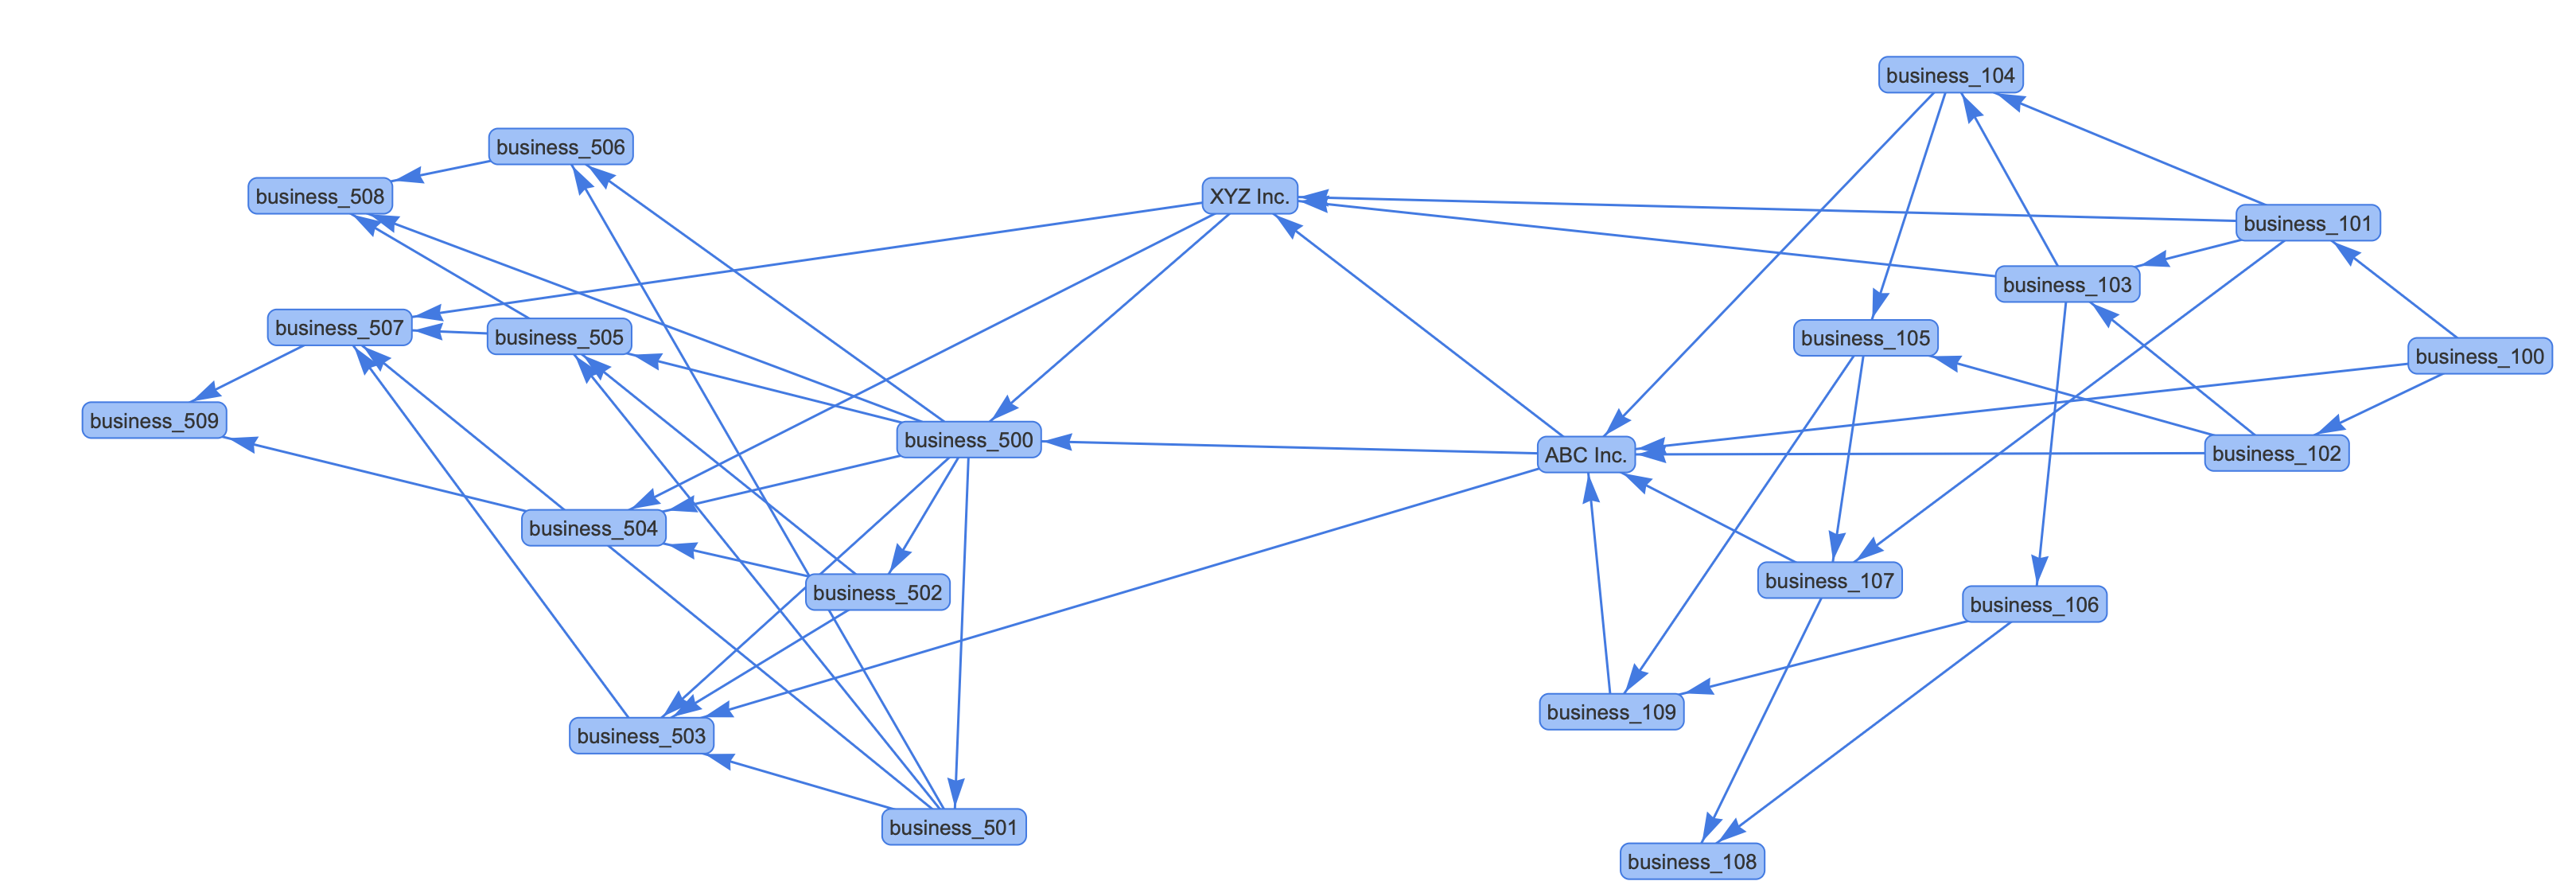 business_104
business_506
business_508
XYZ Inc.
business_101
business_103
business_507
business_505
business_105
business_100
business_509
business_500
ABC Inc.
business_102
business_504
business_502
business_107
business_106
business_503
business_109
business_501
business_108